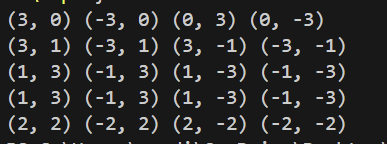 (3, 0) (-3, 0) (0, 3) (0, -3)
(3, 1) (-3, 1) (3, -1) (-3, -1)
(1, 3) (-1, 3) (1, -3) (-1, -3)
(1, 3) (-1, 3) (1, -3) (-1, -3)
(2, 2) (-2, 2) (2, -2) (-2, -2)